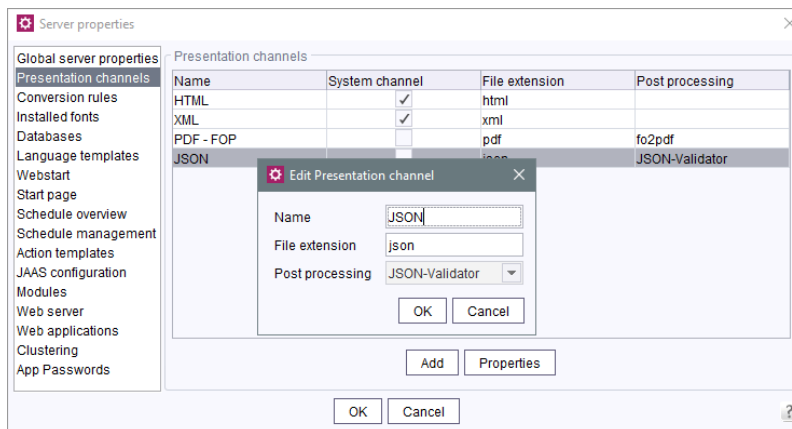 Server properties
Global server properties
Presentation channels
Conversion rules
Installed fonts
Databases
Language templates
Webstart
Start page
Schedule overview
Schedule management
Action templates
JAAS configuration
Modules
Web server
Web applications
Clustering
App Passwords
Presentation channels
Name System channel File extension Post processing
HTML html
XML xml
PDF - FOP pdf fo2pdf
JSON json JSON-Validator
Edit Presentation channel
Name JSON
File extension json
Post processing JSON-Validator
OK Cancel
Add Properties
OK Cancel
?